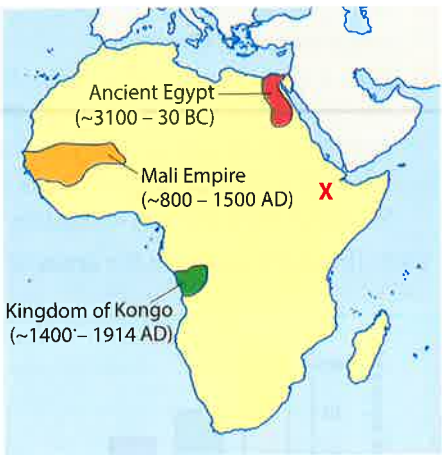 Ancient Egypt
(~3100 – 30 BC)
Mali Empire
(~800 – 1500 AD)
X
Kingdom of Kongo
(~1400 – 1914 AD)